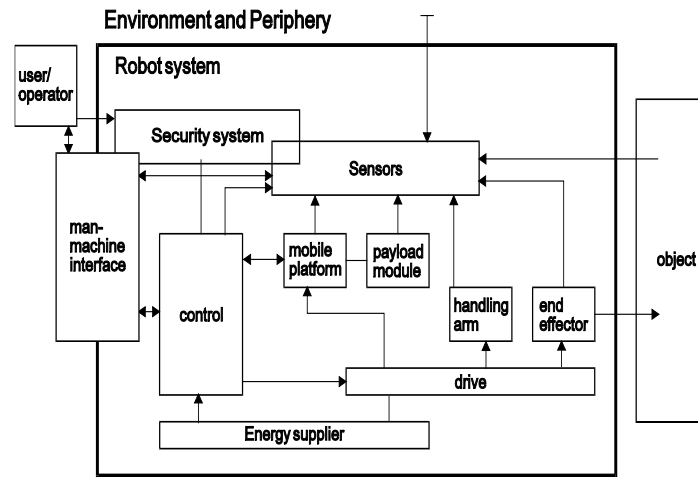 Environment and Periphery
Robot system
user/
operator
Security system
Sensors
man-
machine
interface
mobile
platform
payload
module
object
control
handling
arm
end
effector
drive
Energy supplier